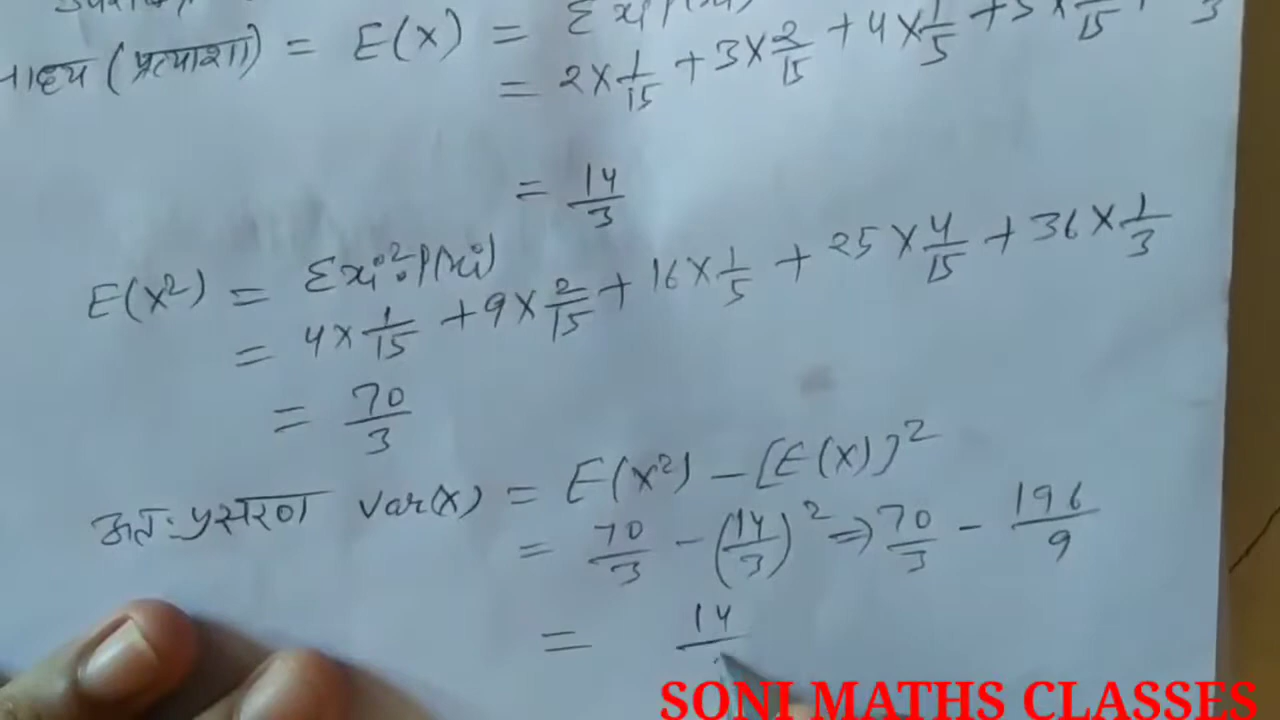 (प्रत्याशा) = E(X) = Σxᵢ
= 2×1/15 + 3×2/15 + 4×1/5 +
= 14/3
E(X²) = Σxᵢ²·P(xᵢ)
= 4×1/15 + 9×2/15 + 16×1/5 + 25×4/15 + 36×1/3
= 70/3
अतः प्रसरण Var(X) = E(X²) − [E(X)]²
= 70/3 − (14/3)² ⇒ 70/3 − 196/9
= 14
SONI MATHS CLASSES